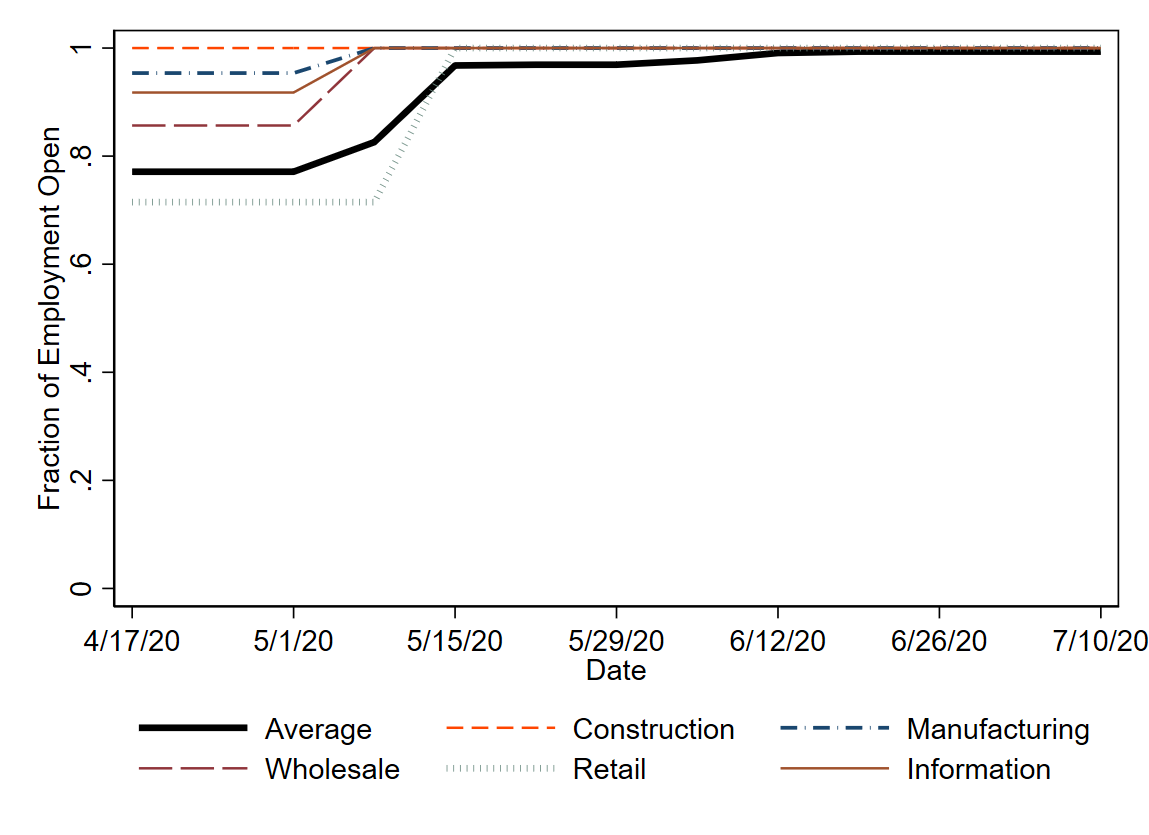 Fraction of Employment Open
1
.8
.6
.4
.2
0
4/17/20 5/1/20 5/15/20 5/29/20 6/12/20 6/26/20 7/10/20
Date
Average Construction Manufacturing
Wholesale Retail Information